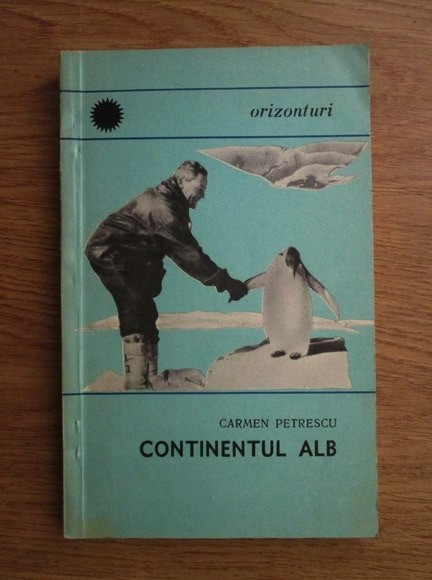 orizonturi
CARMEN PETRESCU
CONTINENTUL ALB